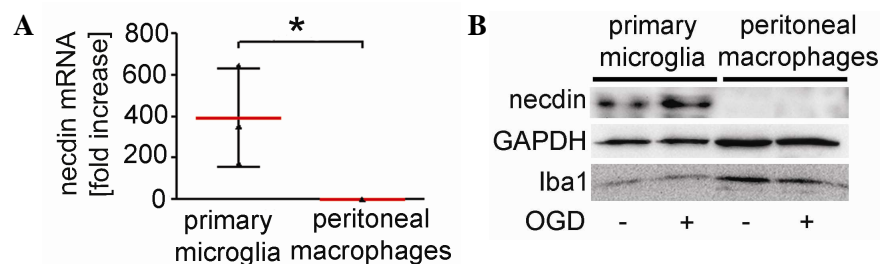 A
necdin mRNA
[fold increase]
800
600
400
200
0
*
primary
microglia
peritoneal
macrophages
B
primary
microglia
peritoneal
macrophages
necdin
GAPDH
Iba1
OGD - + - +